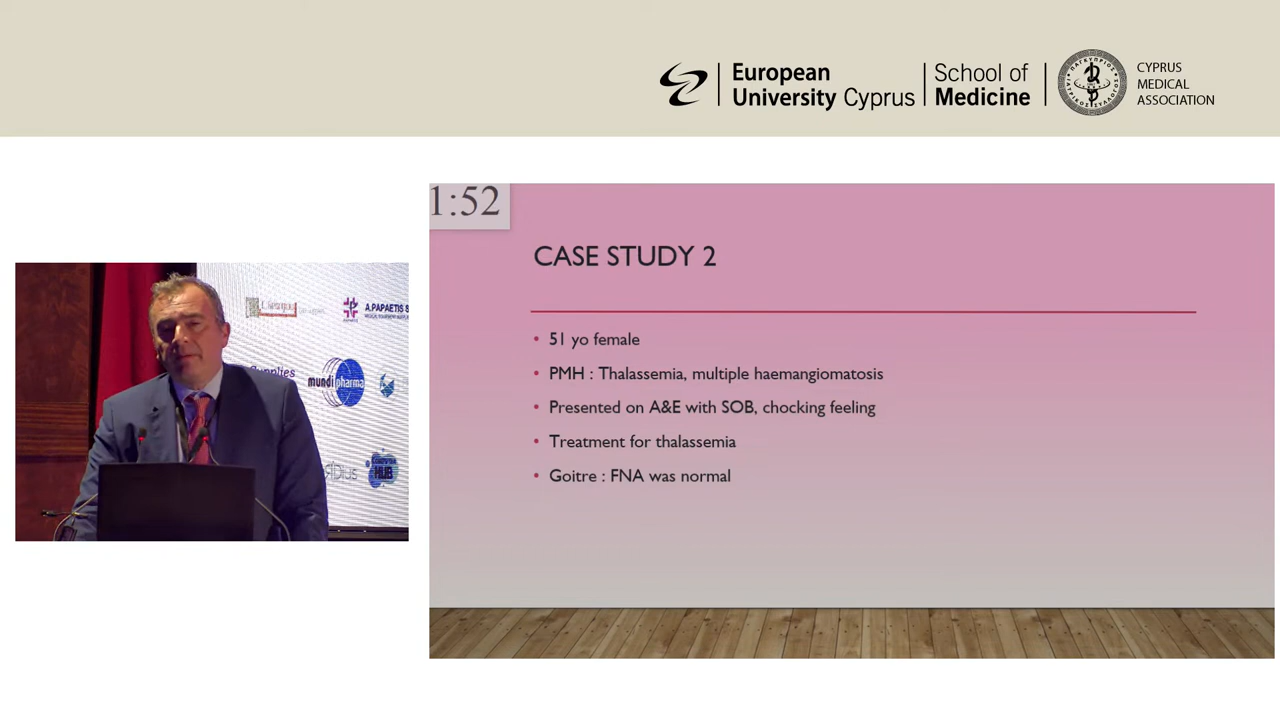 European
University Cyprus
School of
Medicine
CYPRUS
MEDICAL
ASSOCIATION
A.PAPAETIS S
mundipharma
HUB
1:52
CASE STUDY 2
• 51 yo female
• PMH : Thalassemia, multiple haemangiomatosis
• Presented on A&E with SOB, chocking feeling
• Treatment for thalassemia
• Goitre : FNA was normal